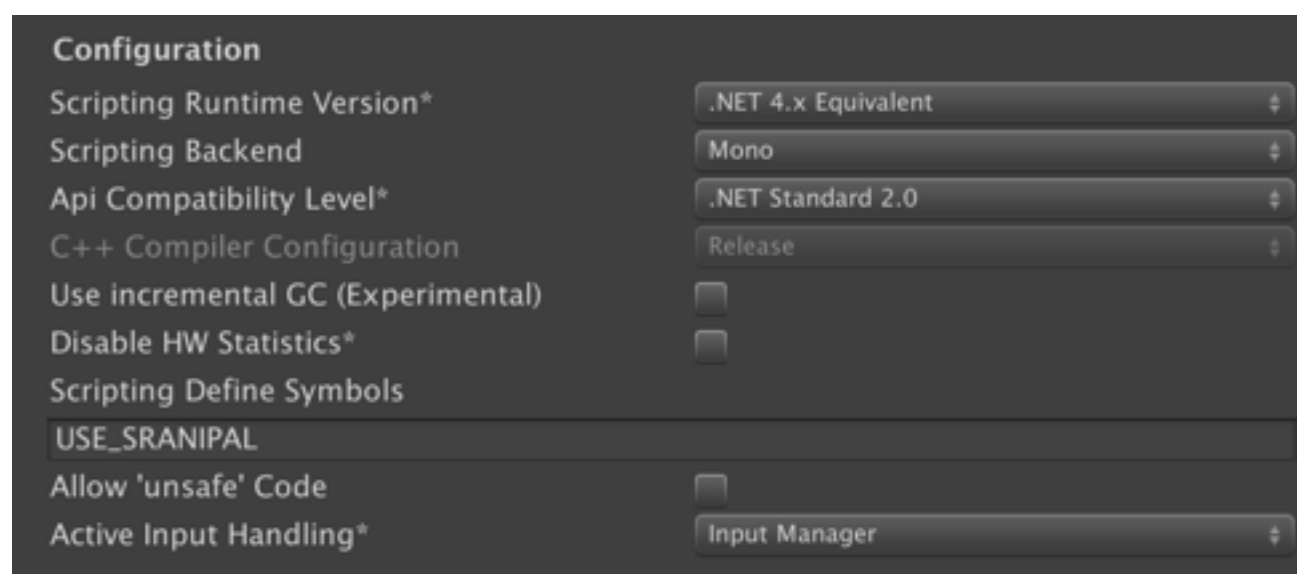 Configuration
Scripting Runtime Version* .NET 4.x Equivalent
Scripting Backend Mono
Api Compatibility Level* .NET Standard 2.0
C++ Compiler Configuration Release
Use incremental GC (Experimental)
Disable HW Statistics*
Scripting Define Symbols
USE_SRANIPAL
Allow 'unsafe' Code
Active Input Handling* Input Manager